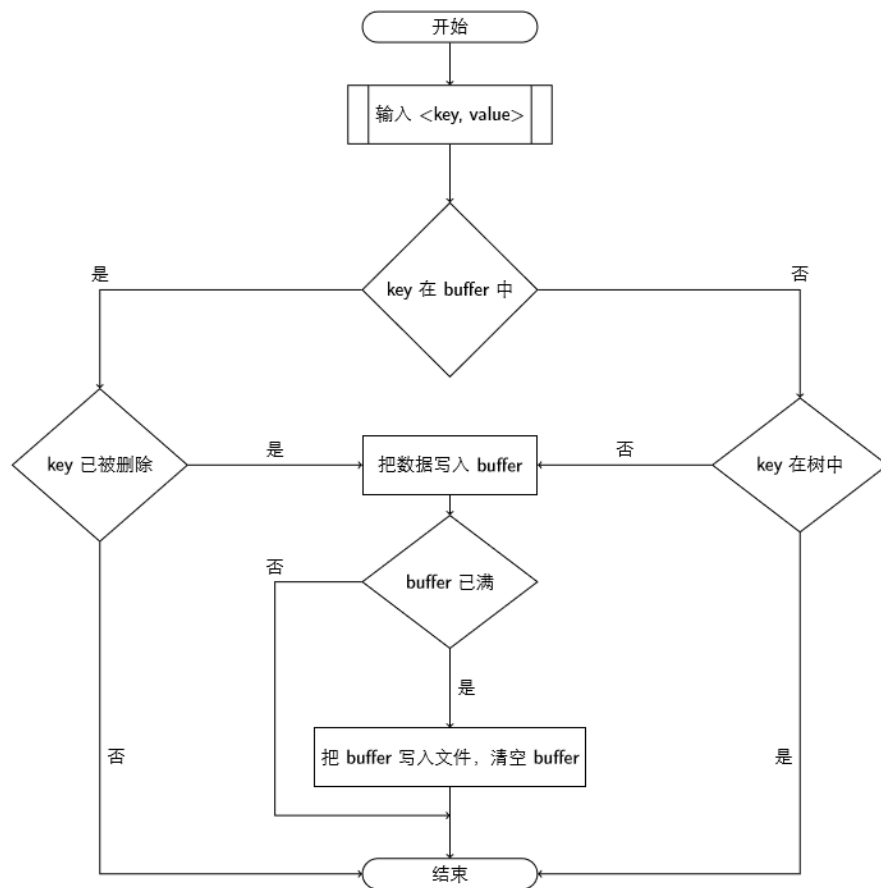 开始
输入 <key, value>
是
否
key 在 buffer 中
key 已被删除
是
把数据写入 buffer
否
key 在树中
否
buffer 已满
是
否
把 buffer 写入文件，清空 buffer
是
结束